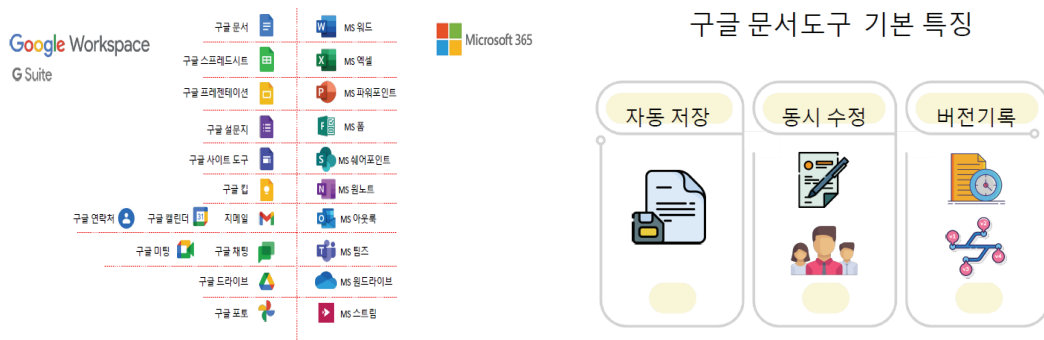 Google Workspace
G Suite
구글 문서
MS 워드
구글 스프레드시트
MS 엑셀
구글 프레젠테이션
MS 파워포인트
구글 설문지
MS 폼
구글 사이트 도구
MS 쉐어포인트
구글 킵
MS 원노트
구글 연락처
구글 캘린더
31
지메일
MS 아웃룩
구글 미팅
구글 채팅
MS 팀즈
구글 드라이브
MS 원드라이브
구글 포토
MS 스트림
Microsoft 365
구글 문서도구 기본 특징
자동 저장
동시 수정
버전기록
v1
v2
v3
v4